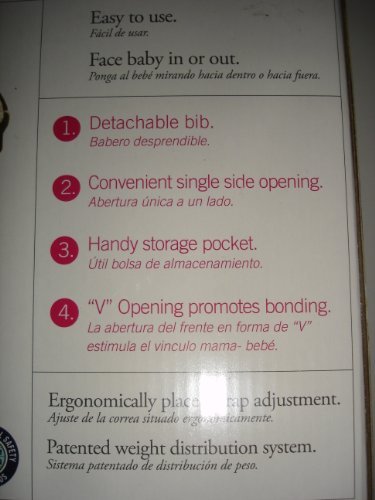 Easy to use.
Fácil de usar.
Face baby in or out.
Ponga al bebé mirando hacia dentro o hacia fuera.
1. Detachable bib.
Babero desprendible.
2. Convenient single side opening.
Abertura única a un lado.
3. Handy storage pocket.
Útil bolsa de almacenamiento.
4. “V” Opening promotes bonding.
La abertura del frente en forma de “V”
estimula el vinculo mama- bebé.
Ergonomically adjustment.
Ajuste de la correa situado ergonómicamente.
Patented weight distribution system.
Sistema patentado de distribución de peso.
SAFETY